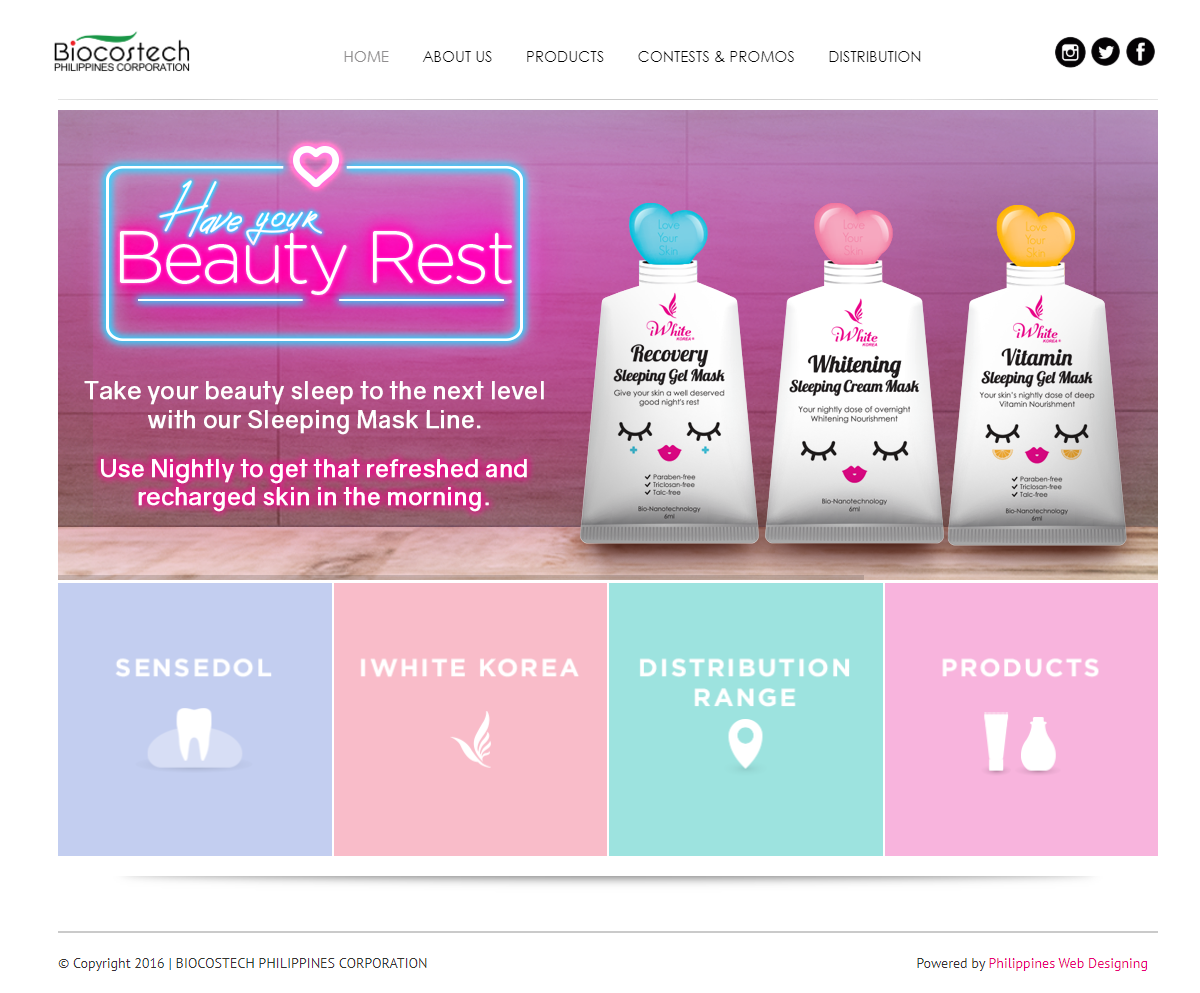 Biocostech
PHILIPPINES CORPORATION
HOME
ABOUT US
PRODUCTS
CONTESTS & PROMOS
DISTRIBUTION
Have your
Beauty Rest
Take your beauty sleep to the next level
with our Sleeping Mask Line.
Use Nightly to get that refreshed and
recharged skin in the morning.
Love
Your
Skin
iWhite
KOREA
Recovery
Sleeping Gel Mask
Give your skin a well deserved
good night's rest
Paraben-free
Triclosan-free
Talc-free
Bio-Nanotechnology
6ml
Love
Your
Skin
iWhite
KOREA
Whitening
Sleeping Cream Mask
Your nightly dose of overnight
Whitening Nourishment
Bio-Nanotechnology
6ml
Love
Your
Skin
iWhite
KOREA
Vitamin
Sleeping Gel Mask
Your skin's nightly dose of deep
Vitamin Nourishment
Paraben-free
Triclosan-free
Talc-free
Bio-Nanotechnology
6ml
SENSEDOL
IWHITE KOREA
DISTRIBUTION
RANGE
PRODUCTS
© Copyright 2016 | BIOCOSTECH PHILIPPINES CORPORATION
Powered by Philippines Web Designing